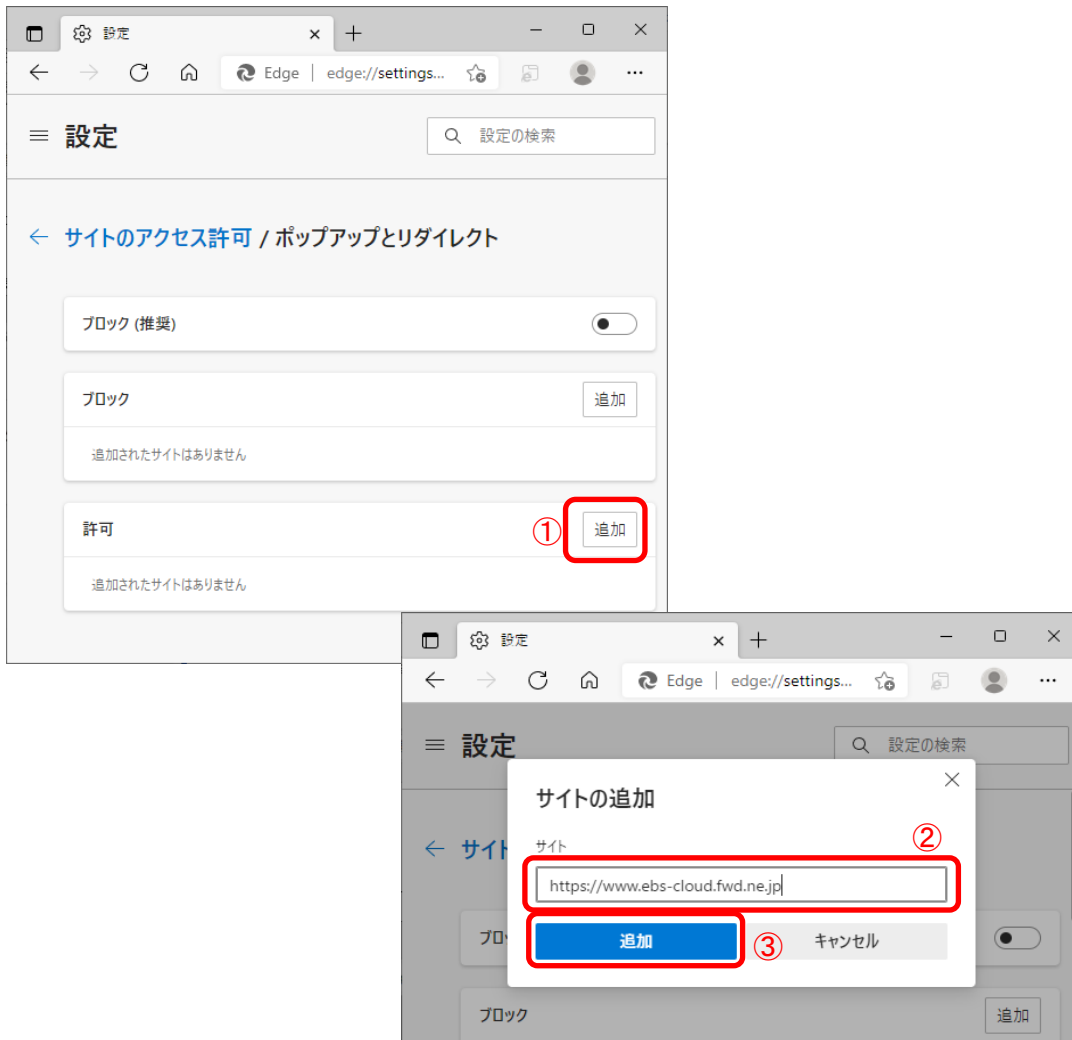 設定
Edge | edge://settings...
設定
設定の検索
サイトのアクセス許可 / ポップアップとリダイレクト
ブロック (推奨)
ブロック
追加
追加されたサイトはありません
許可
①
追加
追加されたサイトはありません
設定
Edge | edge://settings...
設定
設定の検索
サイトの追加
サイ
サイト
②
https://www.ebs-cloud.fwd.ne.jp
ブロ
追加
③
キャンセル
ブロック
追加